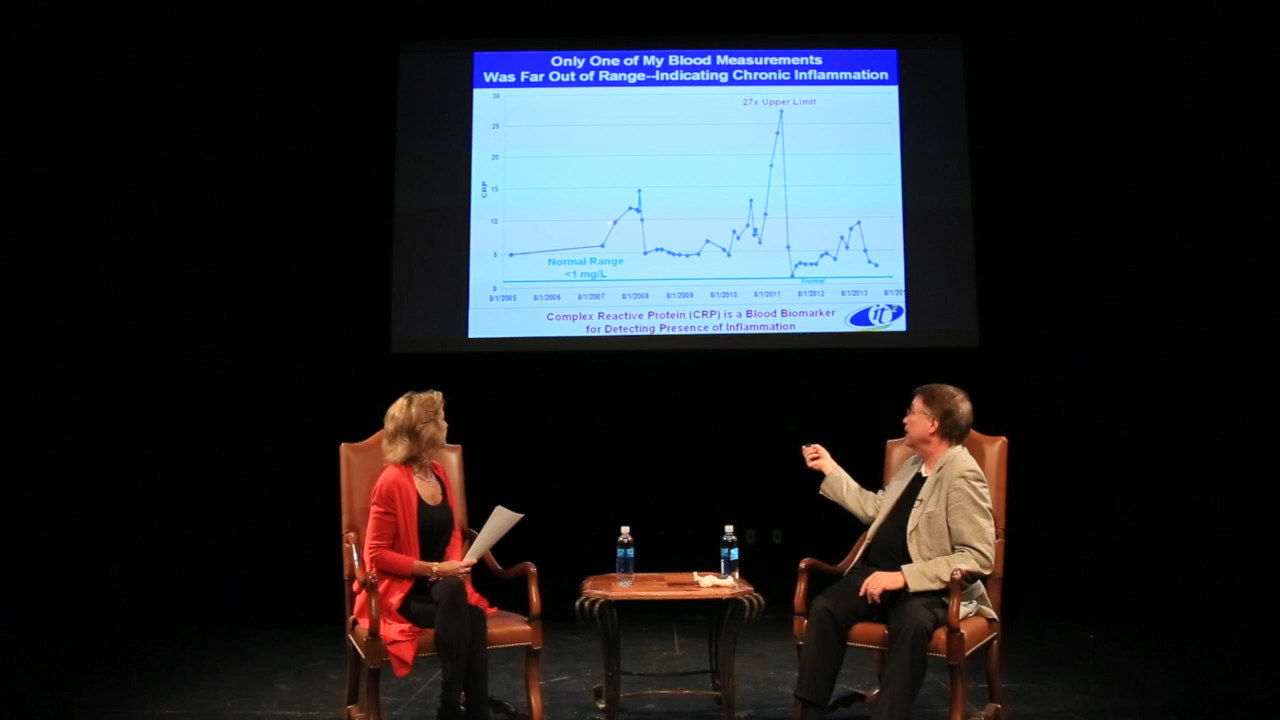 Only One of My Blood Measurements
Was Far Out of Range--Indicating Chronic Inflammation
27x Upper Limit
30
25
20
15
10
5
0
CRP
Normal Range
<1 mg/L
Normal
8/1/2005 8/1/2006 8/1/2007 8/1/2008 8/1/2009 8/1/2010 8/1/2011 8/1/2012 8/1/2013
Complex Reactive Protein (CRP) is a Blood Biomarker
for Detecting Presence of Inflammation
it2